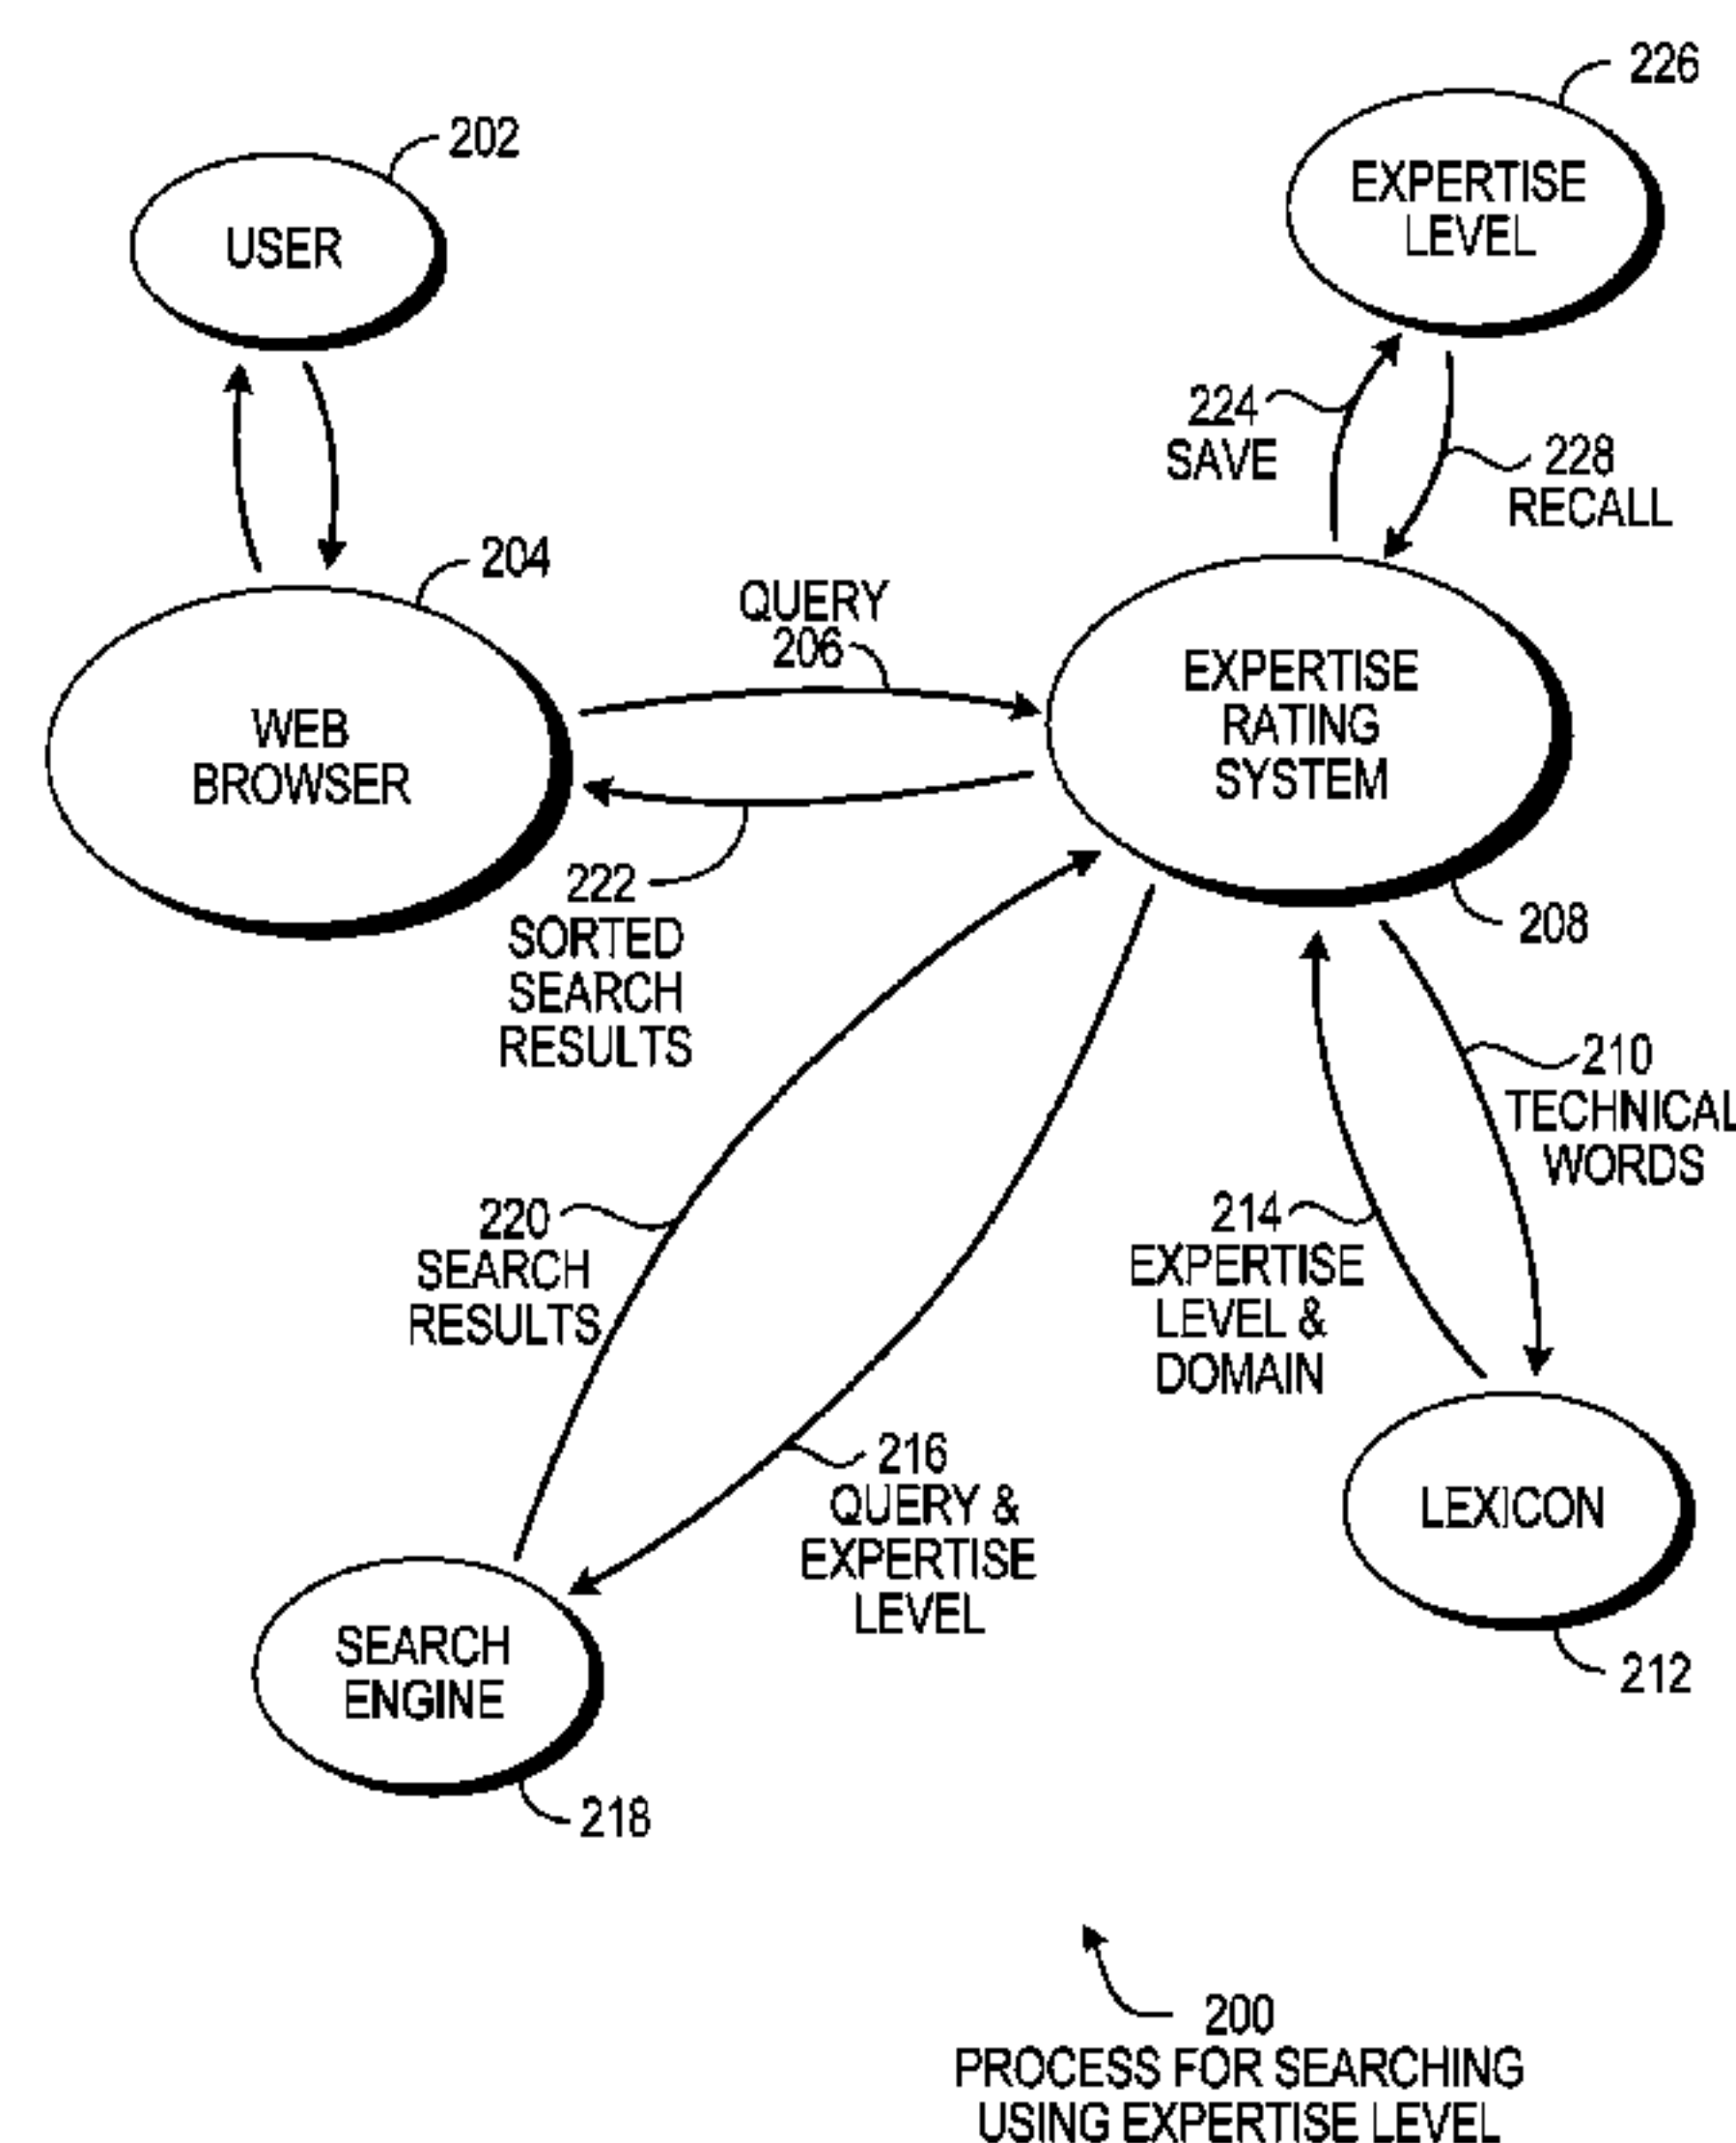 226
202
EXPERTISE
LEVEL
USER
224
SAVE
228
RECALL
204
QUERY
206
EXPERTISE
RATING
SYSTEM
WEB
BROWSER
222
SORTED
SEARCH
RESULTS
208
210
TECHNICAL
WORDS
220
SEARCH
RESULTS
214
EXPERTISE
LEVEL &
DOMAIN
216
QUERY &
EXPERTISE
LEVEL
LEXICON
SEARCH
ENGINE
212
218
200
PROCESS FOR SEARCHING
USING EXPERTISE LEVEL